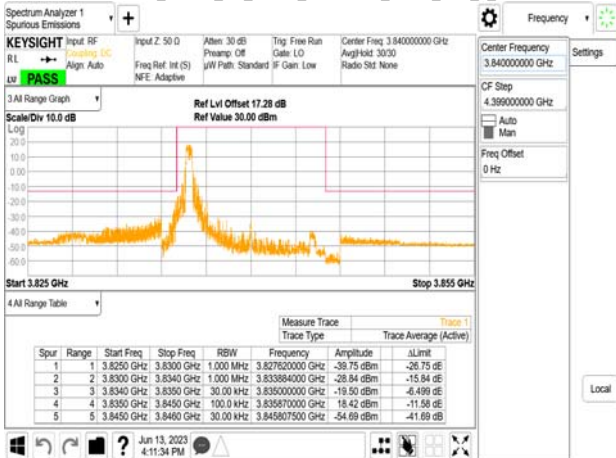 Spectrum Analyzer 1
Spurious Emissions
+
Frequency
KEYSIGHT Input: RF Input Z: 50 Ω Atten: 30 dB Trig: Free Run Center Freq: 3.840000000 GHz
RL Coupling: DC Preamp: Off Gate: LO Avg|Hold: 30/30
Align: Auto Freq Ref: Int (S) µW Path: Standard IF Gain: Low Radio Std: None
LW PASS NFE: Adaptive
Center Frequency
3.840000000 GHz
Settings
CF Step
4.399000000 GHz
Auto
Man
Freq Offset
0 Hz
Local
3 All Range Graph
Ref Lvl Offset 17.28 dB
Scale/Div 10.0 dB Ref Value 30.00 dBm
Log
20.0
10.0
0.00
-10.0
-20.0
-30.0
-40.0
-50.0
-60.0
Start 3.825 GHz Stop 3.855 GHz
4 All Range Table
Measure Trace Trace 1
Trace Type Trace Average (Active)
Spur Range Start Freq Stop Freq RBW Frequency Amplitude ΔLimit
1 1 3.8250 GHz 3.8300 GHz 1.000 MHz 3.827620000 GHz -39.75 dBm -26.75 dB
2 2 3.8300 GHz 3.8340 GHz 1.000 MHz 3.833884000 GHz -28.84 dBm -15.84 dB
3 3 3.8340 GHz 3.8350 GHz 30.00 kHz 3.835000000 GHz -19.50 dBm -6.499 dB
4 4 3.8350 GHz 3.8450 GHz 100.0 kHz 3.835870000 GHz 18.42 dBm -11.58 dB
5 5 3.8450 GHz 3.8460 GHz 30.00 kHz 3.845807500 GHz -54.69 dBm -41.69 dB
? Jun 13, 2023
4:11:34 PM